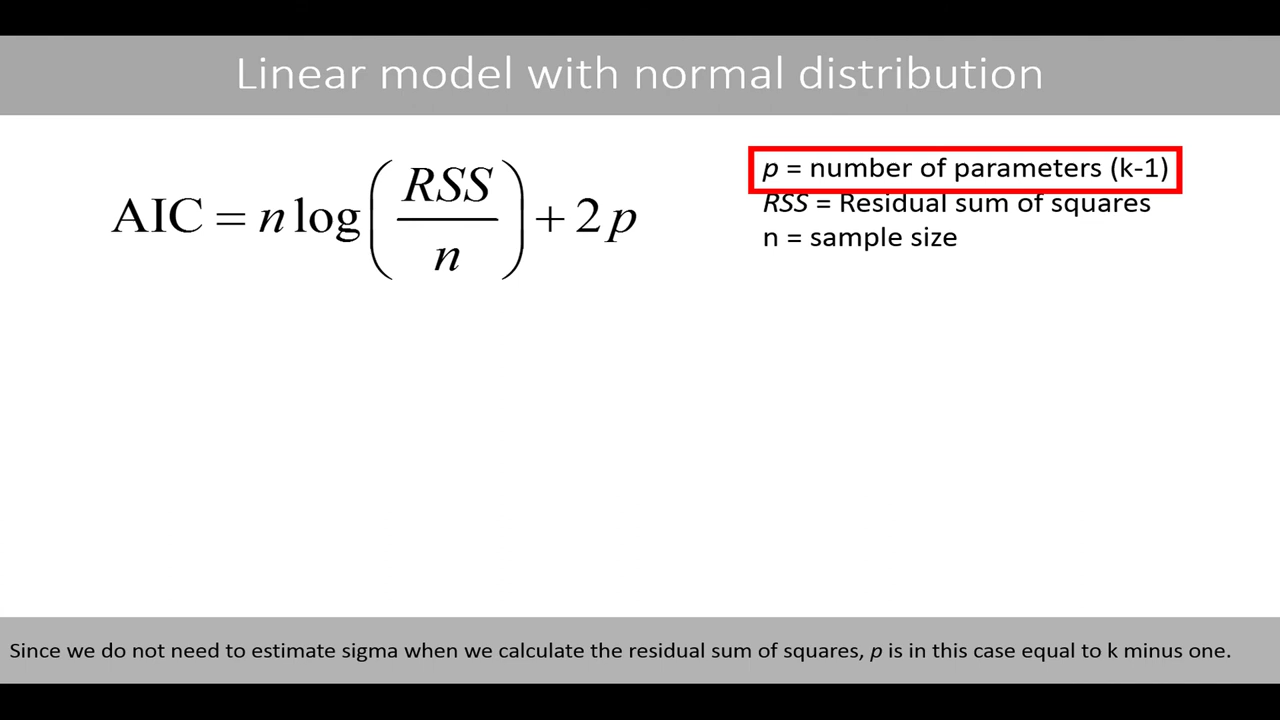 Linear model with normal distribution
AIC = n log(RSS/n) + 2p
p = number of parameters (k-1)
RSS = Residual sum of squares
n = sample size
Since we do not need to estimate sigma when we calculate the residual sum of squares, p is in this case equal to k minus one.